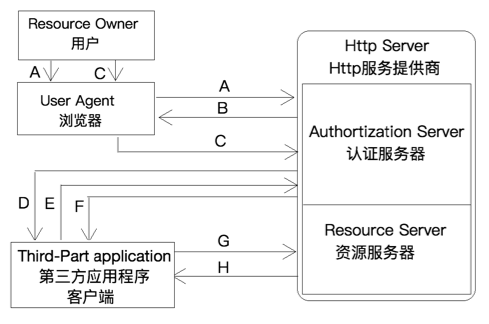 Resource Owner
用户
A
C
User Agent
浏览器
A
B
C
Http Server
Http服务提供商
Authortization Server
认证服务器
D
E
F
Resource Server
资源服务器
Third-Part application
第三方应用程序
客户端
G
H